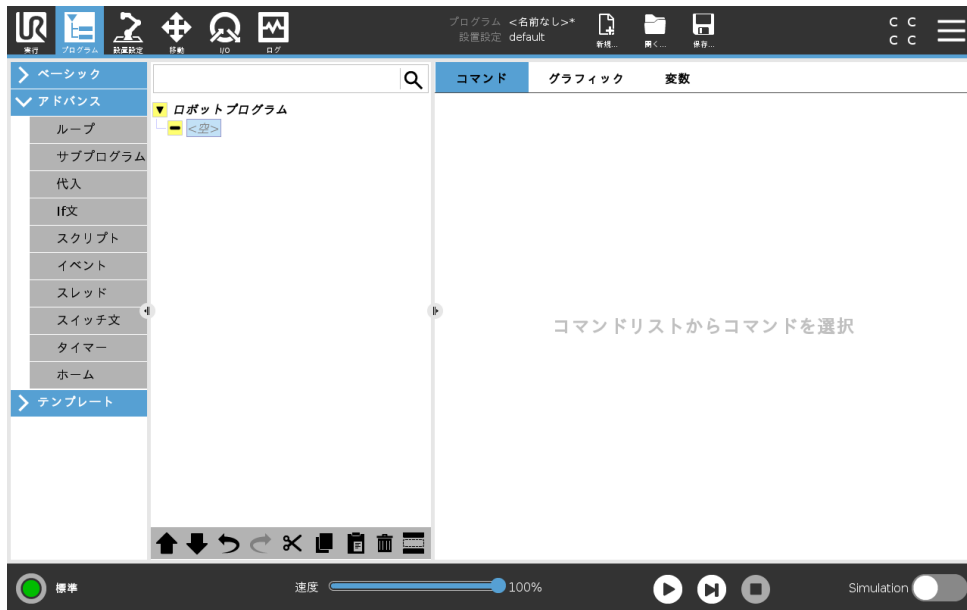 プログラム <名前なし>*
設置設定 default
C C
C C
実行 プログラム 設置設定 移動 I/O ログ 新規... 開く... 保存...
ベーシック
アドバンス
ループ
サブプログラム
代入
If文
スクリプト
イベント
スレッド
スイッチ文
タイマー
ホーム
テンプレート
ロボットプログラム
<空>
コマンド グラフィック 変数
コマンドリストからコマンドを選択
標準 速度 100% Simulation